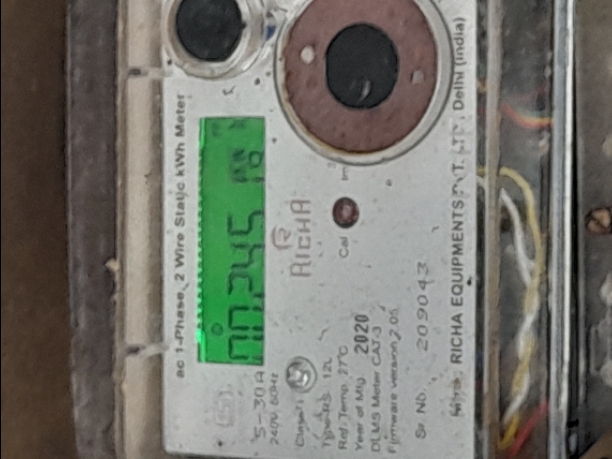 ac 1-Phase, 2 Wire Static kWh Meter
RICHA
Cal
5-30A
240V 50Hz
Class 1
12L
Ref. Temp. 27°C
Year of Mfg 2020
DLMS Meter CAT-3
Firmware version 2.05
Sr No. 209043
RICHA EQUIPMENTS PVT. LTD., Delhi (India)